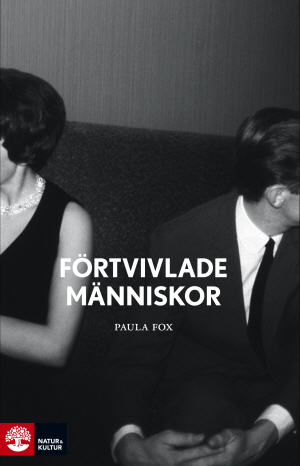 FÖRTVIVLADE
MÄNNISKOR
PAULA FOX
NATUR&
KULTUR